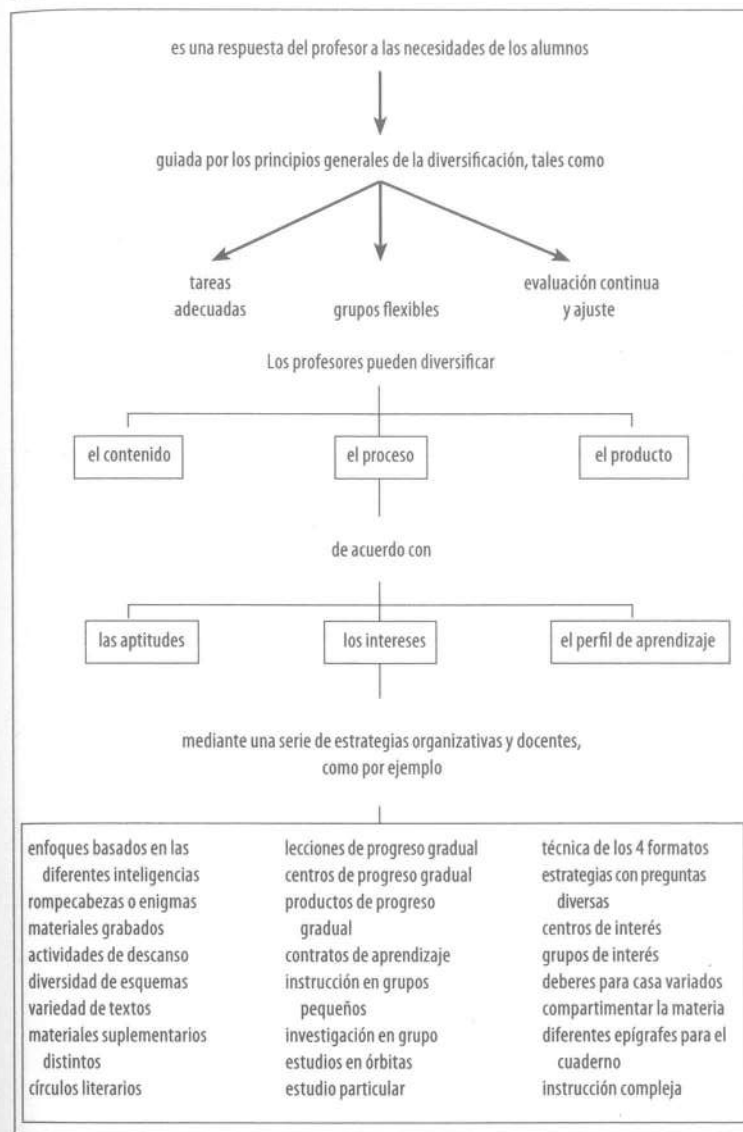 es una respuesta del profesor a las necesidades de los alumnos
guiada por los principios generales de la diversificación, tales como
tareas
adecuadas
grupos flexibles
evaluación continua
y ajuste
Los profesores pueden diversificar
el contenido
el proceso
el producto
de acuerdo con
las aptitudes
los intereses
el perfil de aprendizaje
mediante una serie de estrategias organizativas y docentes,
como por ejemplo
enfoques basados en las
diferentes inteligencias
rompecabezas o enigmas
materiales grabados
actividades de descanso
diversidad de esquemas
variedad de textos
materiales suplementarios
distintos
círculos literarios
lecciones de progreso gradual
centros de progreso gradual
productos de progreso
gradual
contratos de aprendizaje
instrucción en grupos
pequeños
investigación en grupo
estudios en órbitas
estudio particular
técnica de los 4 formatos
estrategias con preguntas
diversas
centros de interés
grupos de interés
deberes para casa variados
compartimentar la materia
diferentes epígrafes para el
cuaderno
instrucción compleja